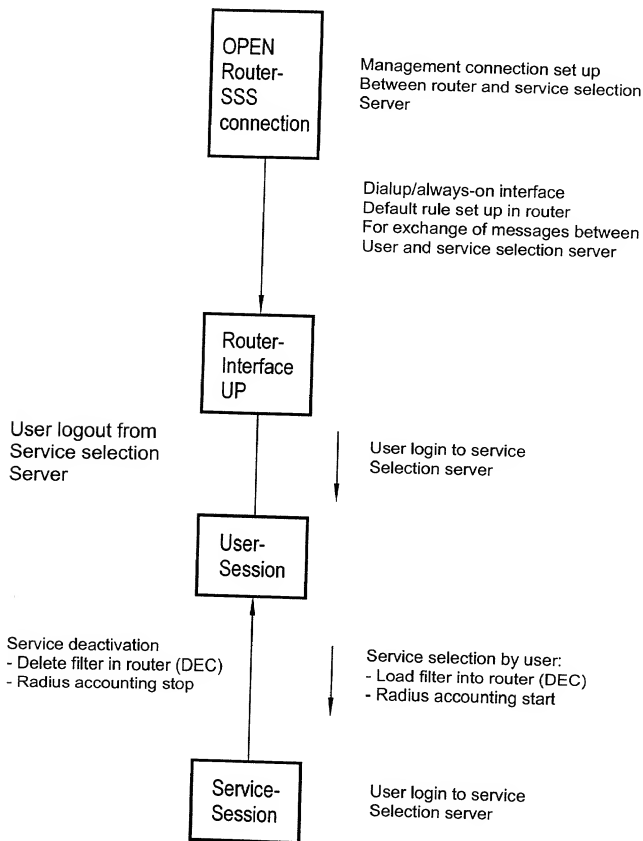 OPEN
Router-
SSS
connection
Management connection set up
Between router and service selection
Server
Dialup/always-on interface
Default rule set up in router
For exchange of messages between
User and service selection server
Router-
Interface
UP
User logout from
Service selection
Server
User login to service
Selection server
User-
Session
Service deactivation
- Delete filter in router (DEC)
- Radius accounting stop
Service selection by user:
- Load filter into router (DEC)
- Radius accounting start
Service-
Session
User login to service
Selection server